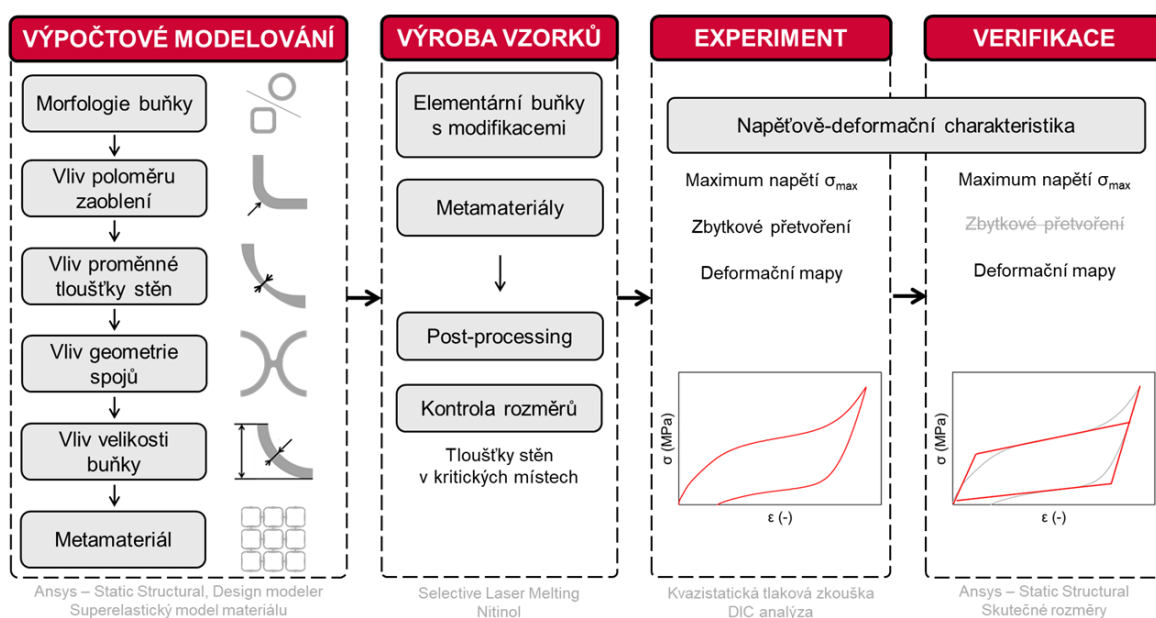 VÝPOČTOVÉ MODELOVÁNÍ
Morfologie buňky
Vliv poloměru
zaoblení
Vliv proměnné
tloušťky stěn
Vliv geometrie
spojů
Vliv velikosti
buňky
Metamateriál
Ansys – Static Structural, Design modeler
Superelastický model materiálu
VÝROBA VZORKŮ
Elementární buňky
s modifikacemi
Metamateriály
Post-processing
Kontrola rozměrů
Tloušťky stěn
v kritických místech
Selective Laser Melting
Nitinol
EXPERIMENT
VERIFIKACE
Napěťově-deformační charakteristika
Maximum napětí σmax
Zbytkové přetvoření
Deformační mapy
σ (MPa)
ε (-)
Kvazistatická tlaková zkouška
DIC analýza
Maximum napětí σmax
Zbytkové přetvoření
Deformační mapy
σ (MPa)
ε (-)
Ansys – Static Structural
Skutečné rozměry